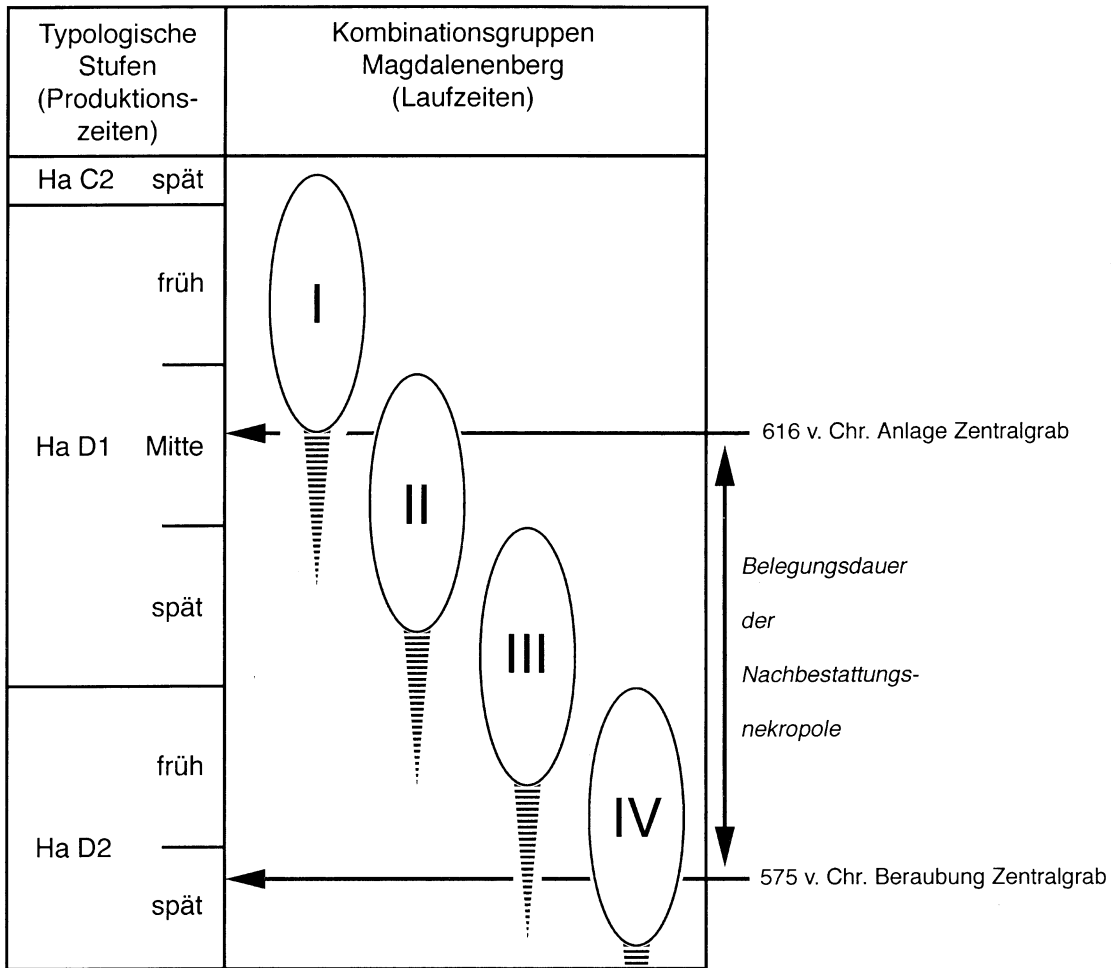 Typologische
Stufen
(Produktions-
zeiten)
Kombinationsgruppen
Magdalenenberg
(Laufzeiten)
Ha C2 spät
früh
I
Ha D1 Mitte
616 v. Chr. Anlage Zentralgrab
II
Belegungsdauer
der
Nachbestattungs-
nekropole
spät
III
früh
IV
Ha D2
575 v. Chr. Beraubung Zentralgrab
spät